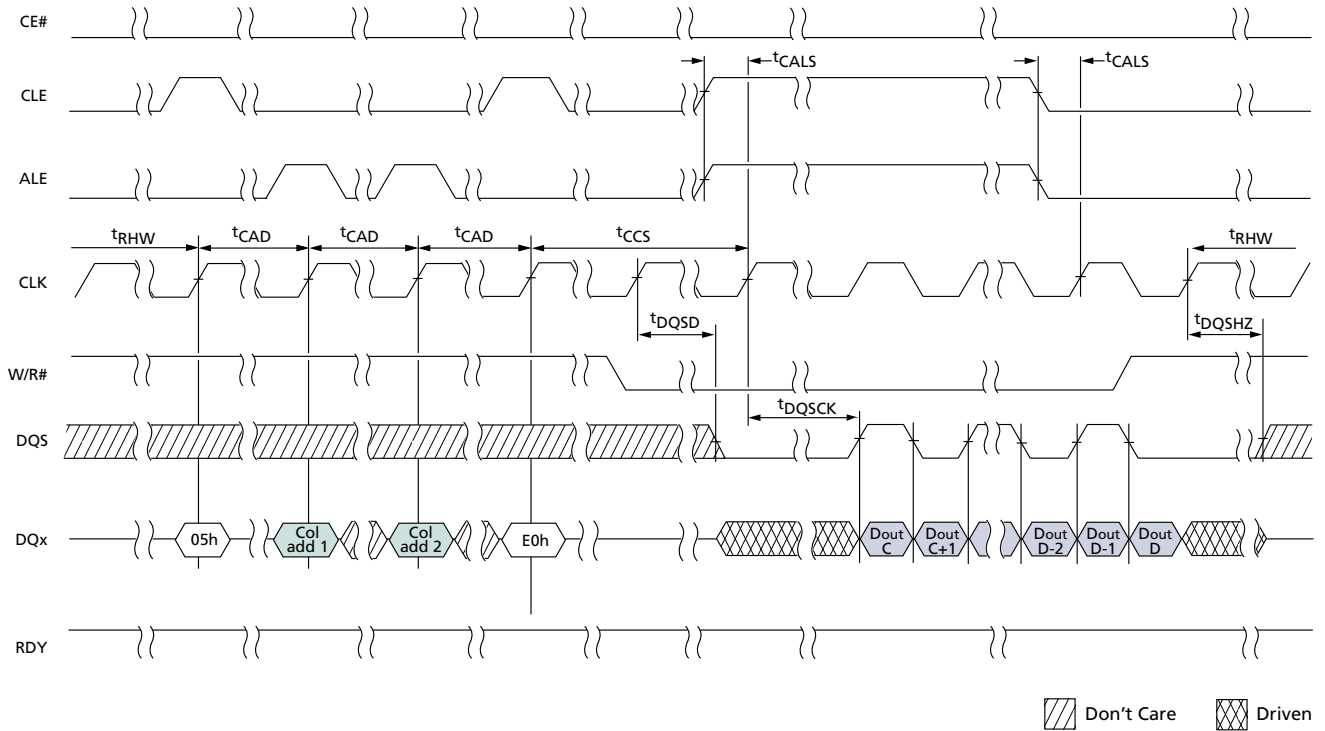 CE#
tCALS tCALS
CLE
ALE
tRHW tCAD tCAD tCAD tCCS tRHW
CLK
tDQSD tDQSHZ
W/R#
tDQSCK
DQS
DQx
05h
Col
add 1
Col
add 2
E0h
Dout
C
Dout
C+1
Dout
D-2
Dout
D-1
Dout
D
RDY
Don't Care Driven